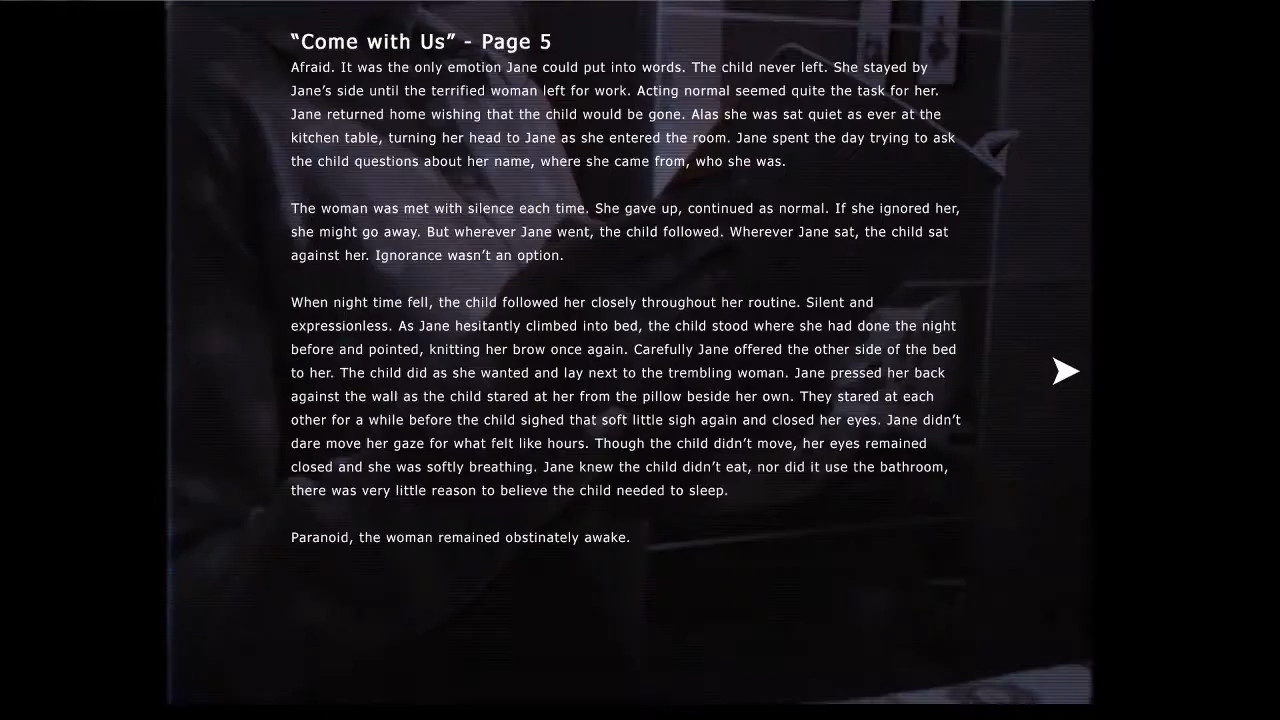 “Come with Us” - Page 5
Afraid. It was the only emotion Jane could put into words. The child never left. She stayed by
Jane’s side until the terrified woman left for work. Acting normal seemed quite the task for her.
Jane returned home wishing that the child would be gone. Alas she was sat quiet as ever at the
kitchen table, turning her head to Jane as she entered the room. Jane spent the day trying to ask
the child questions about her name, where she came from, who she was.
The woman was met with silence each time. She gave up, continued as normal. If she ignored her,
she might go away. But wherever Jane went, the child followed. Wherever Jane sat, the child sat
against her. Ignorance wasn’t an option.
When night time fell, the child followed her closely throughout her routine. Silent and
expressionless. As Jane hesitantly climbed into bed, the child stood where she had done the night
before and pointed, knitting her brow once again. Carefully Jane offered the other side of the bed
to her. The child did as she wanted and lay next to the trembling woman. Jane pressed her back
against the wall as the child stared at her from the pillow beside her own. They stared at each
other for a while before the child sighed that soft little sigh again and closed her eyes. Jane didn’t
dare move her gaze for what felt like hours. Though the child didn’t move, her eyes remained
closed and she was softly breathing. Jane knew the child didn’t eat, nor did it use the bathroom,
there was very little reason to believe the child needed to sleep.
Paranoid, the woman remained obstinately awake.